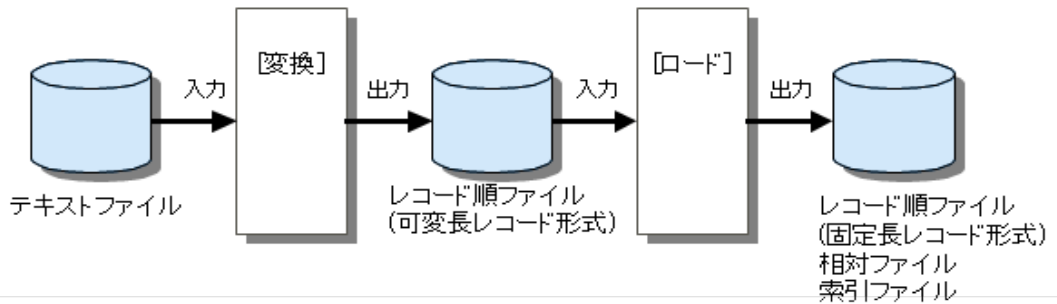 [変換]
[ロード]
入力
出力
入力
出力
テキストファイル
レコード順ファイル
(可変長レコード形式)
レコード順ファイル
(固定長レコード形式)
相対ファイル
索引ファイル